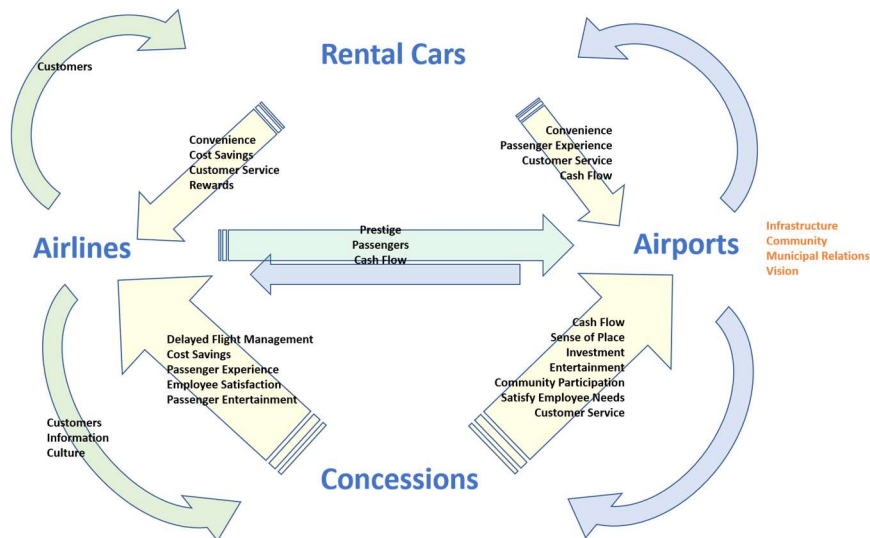 Rental Cars
Customers
Convenience
Cost Savings
Customer Service
Rewards
Convenience
Passenger Experience
Customer Service
Cash Flow
Airlines
Prestige
Passengers
Cash Flow
Airports
Infrastructure
Community
Municipal Relations
Vision
Delayed Flight Management
Cost Savings
Passenger Experience
Employee Satisfaction
Passenger Entertainment
Cash Flow
Sense of Place
Investment
Entertainment
Community Participation
Satisfy Employee Needs
Customer Service
Customers
Information
Culture
Concessions